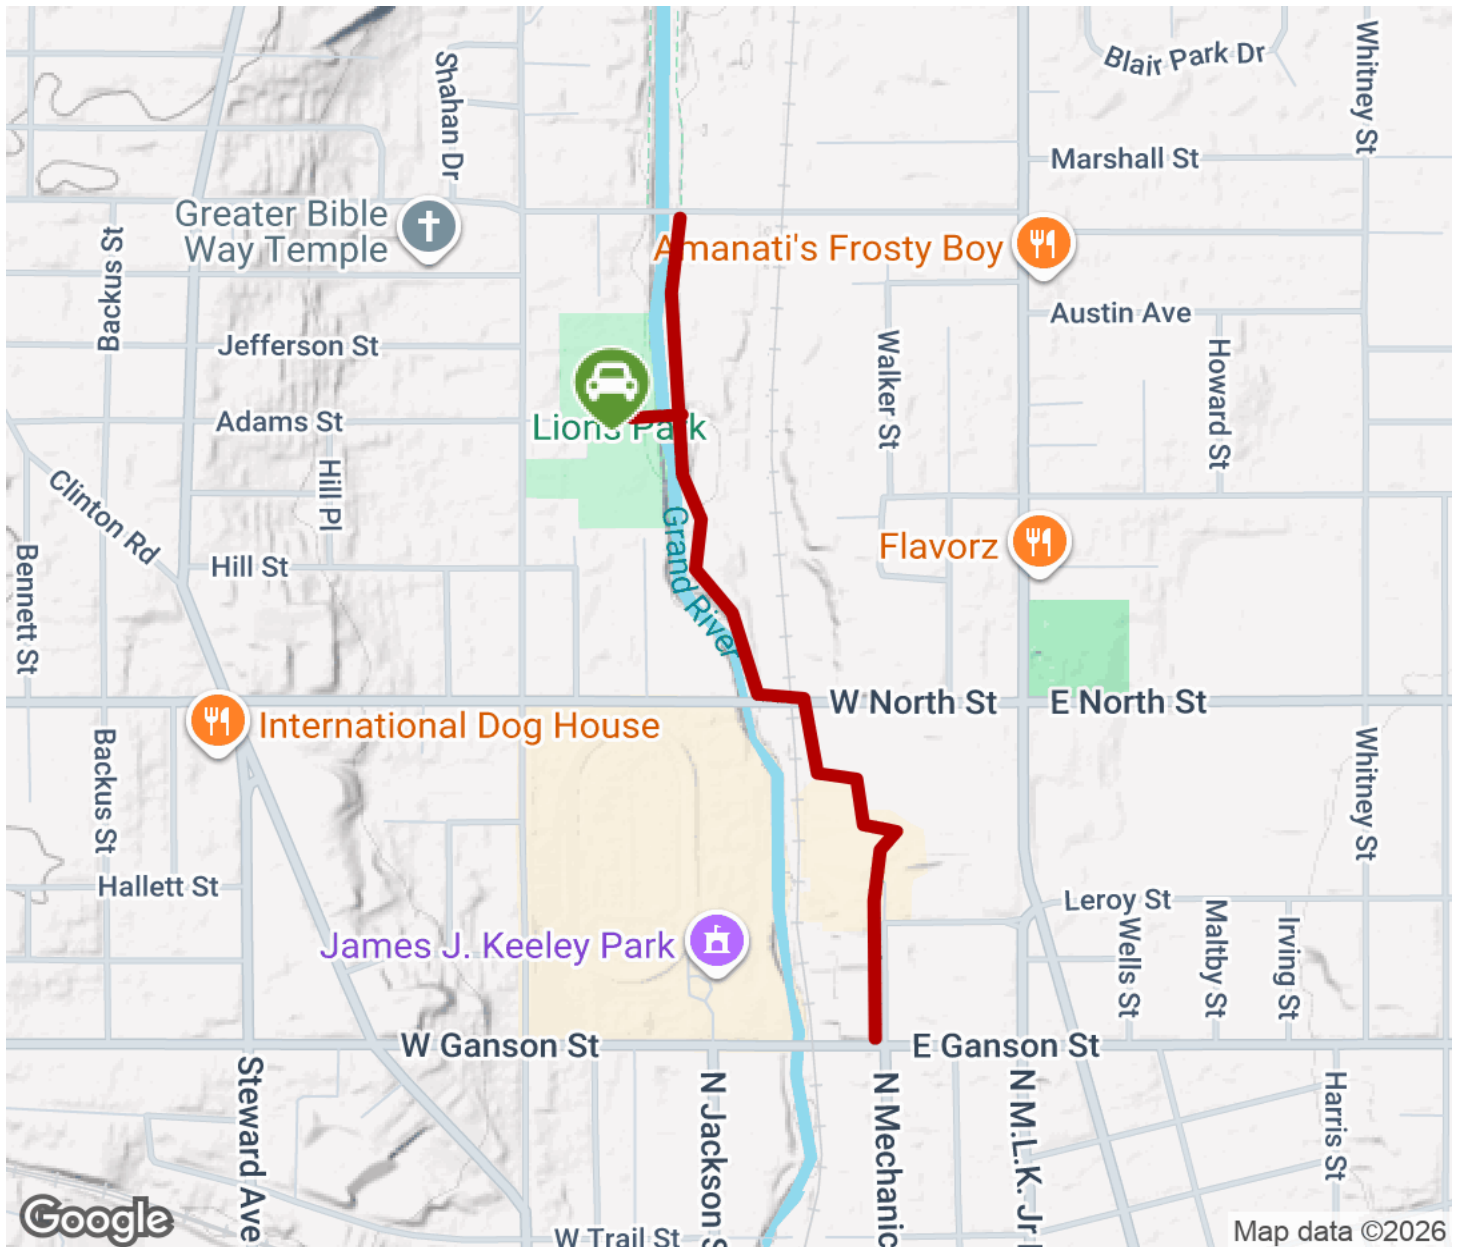 Blair Park Dr
Whitney St
Shahan Dr
Marshall St
Greater Bible
Way Temple
Backus St
Amanati's Frosty Boy
Austin Ave
Jefferson St
Walker St
Howard St
Adams St
Lions Park
Clinton Rd
Hill Pl
Grand River
Flavorz
Bennett St
Hill St
W North St
E North St
International Dog House
Backus St
Whitney St
Hallett St
Leroy St
Wells St
Maltby St
Irving St
James J. Keeley Park
W Ganson St
E Ganson St
Steward Ave
N Jackson S
N Mechanic
N M.L.K. Jr
Harris St
W Trail St
Google
Map data ©2026